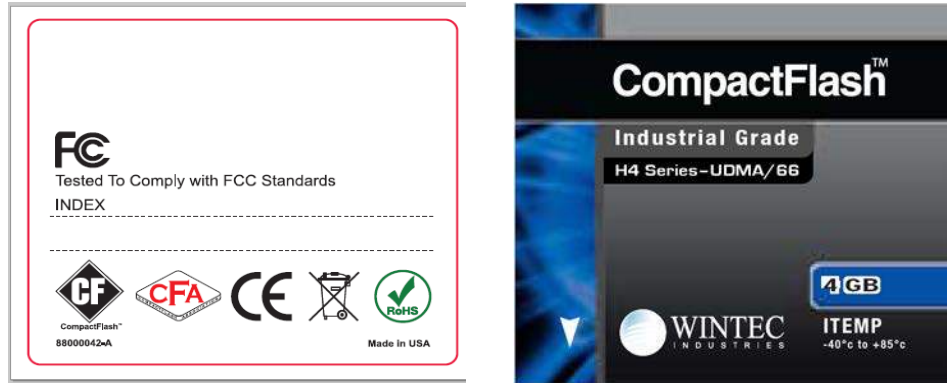 FC
Tested To Comply with FCC Standards
INDEX
CF
CFA
CE
RoHS
CompactFlash™
88000042-A
Made in USA
CompactFlash™
Industrial Grade
H4 Series-UDMA/66
4GB
WINTEC
INDUSTRIES
ITEMP
-40°c to +85°c